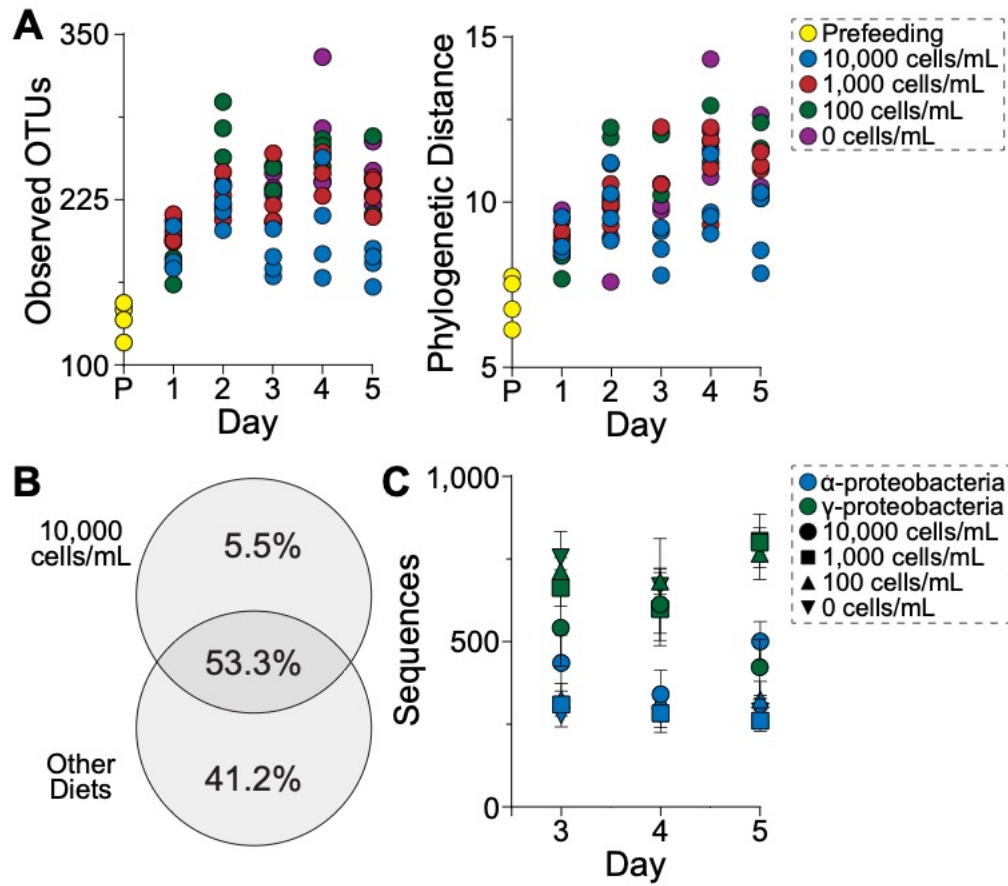 A
Observed OTUs
350
225
100
P 1 2 3 4 5
Day
Phylogenetic Distance
15
10
5
P 1 2 3 4 5
Day
Prefeeding
10,000 cells/mL
1,000 cells/mL
100 cells/mL
0 cells/mL
B
10,000
cells/mL
5.5%
53.3%
Other
Diets
41.2%
C
Sequences
1,000
500
0
3 4 5
Day
α-proteobacteria
γ-proteobacteria
10,000 cells/mL
1,000 cells/mL
100 cells/mL
0 cells/mL